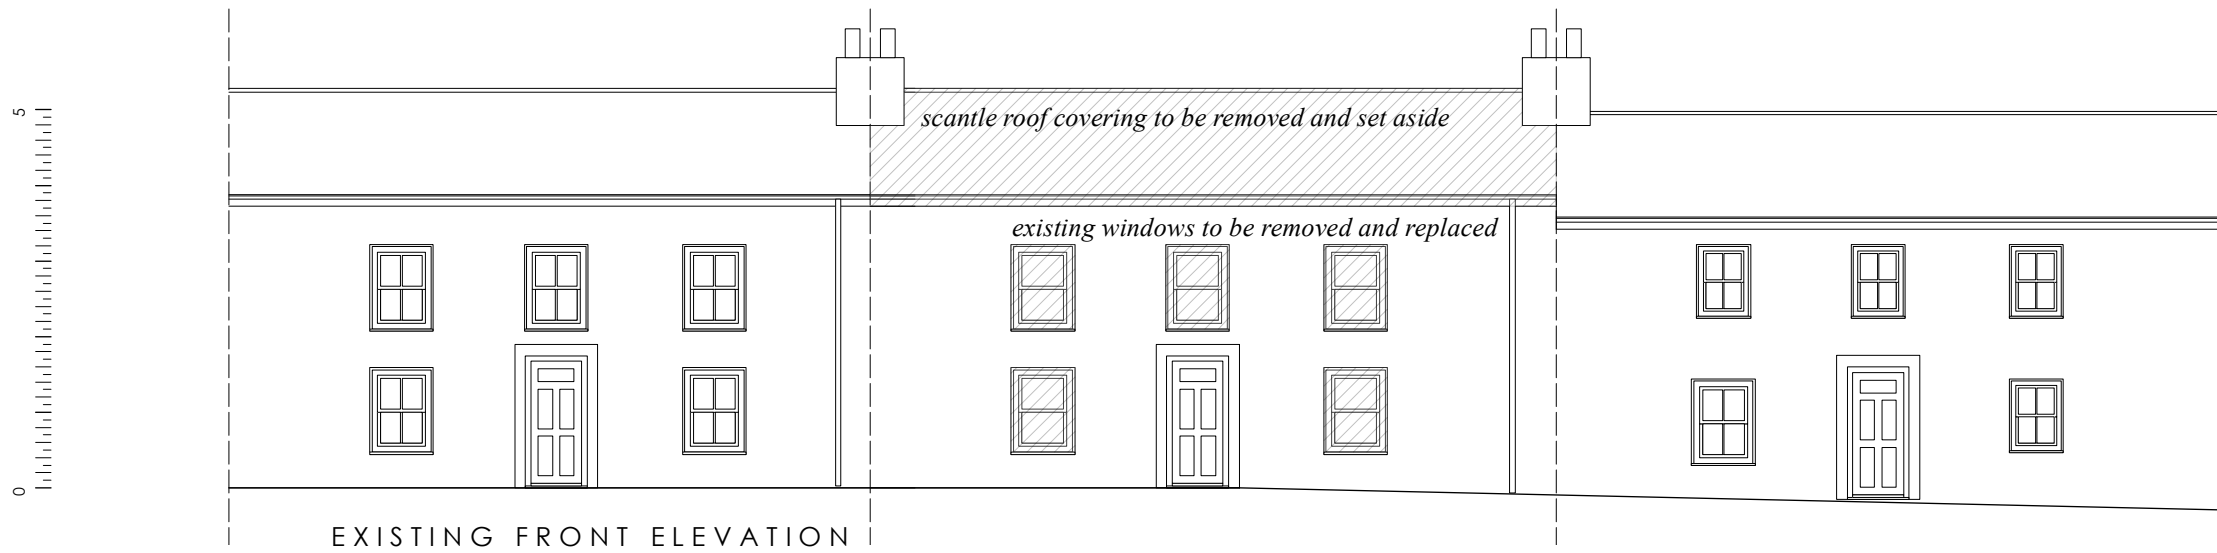 5
scantle roof covering to be removed and set aside
existing windows to be removed and replaced
0
EXISTING FRONT ELEVATION